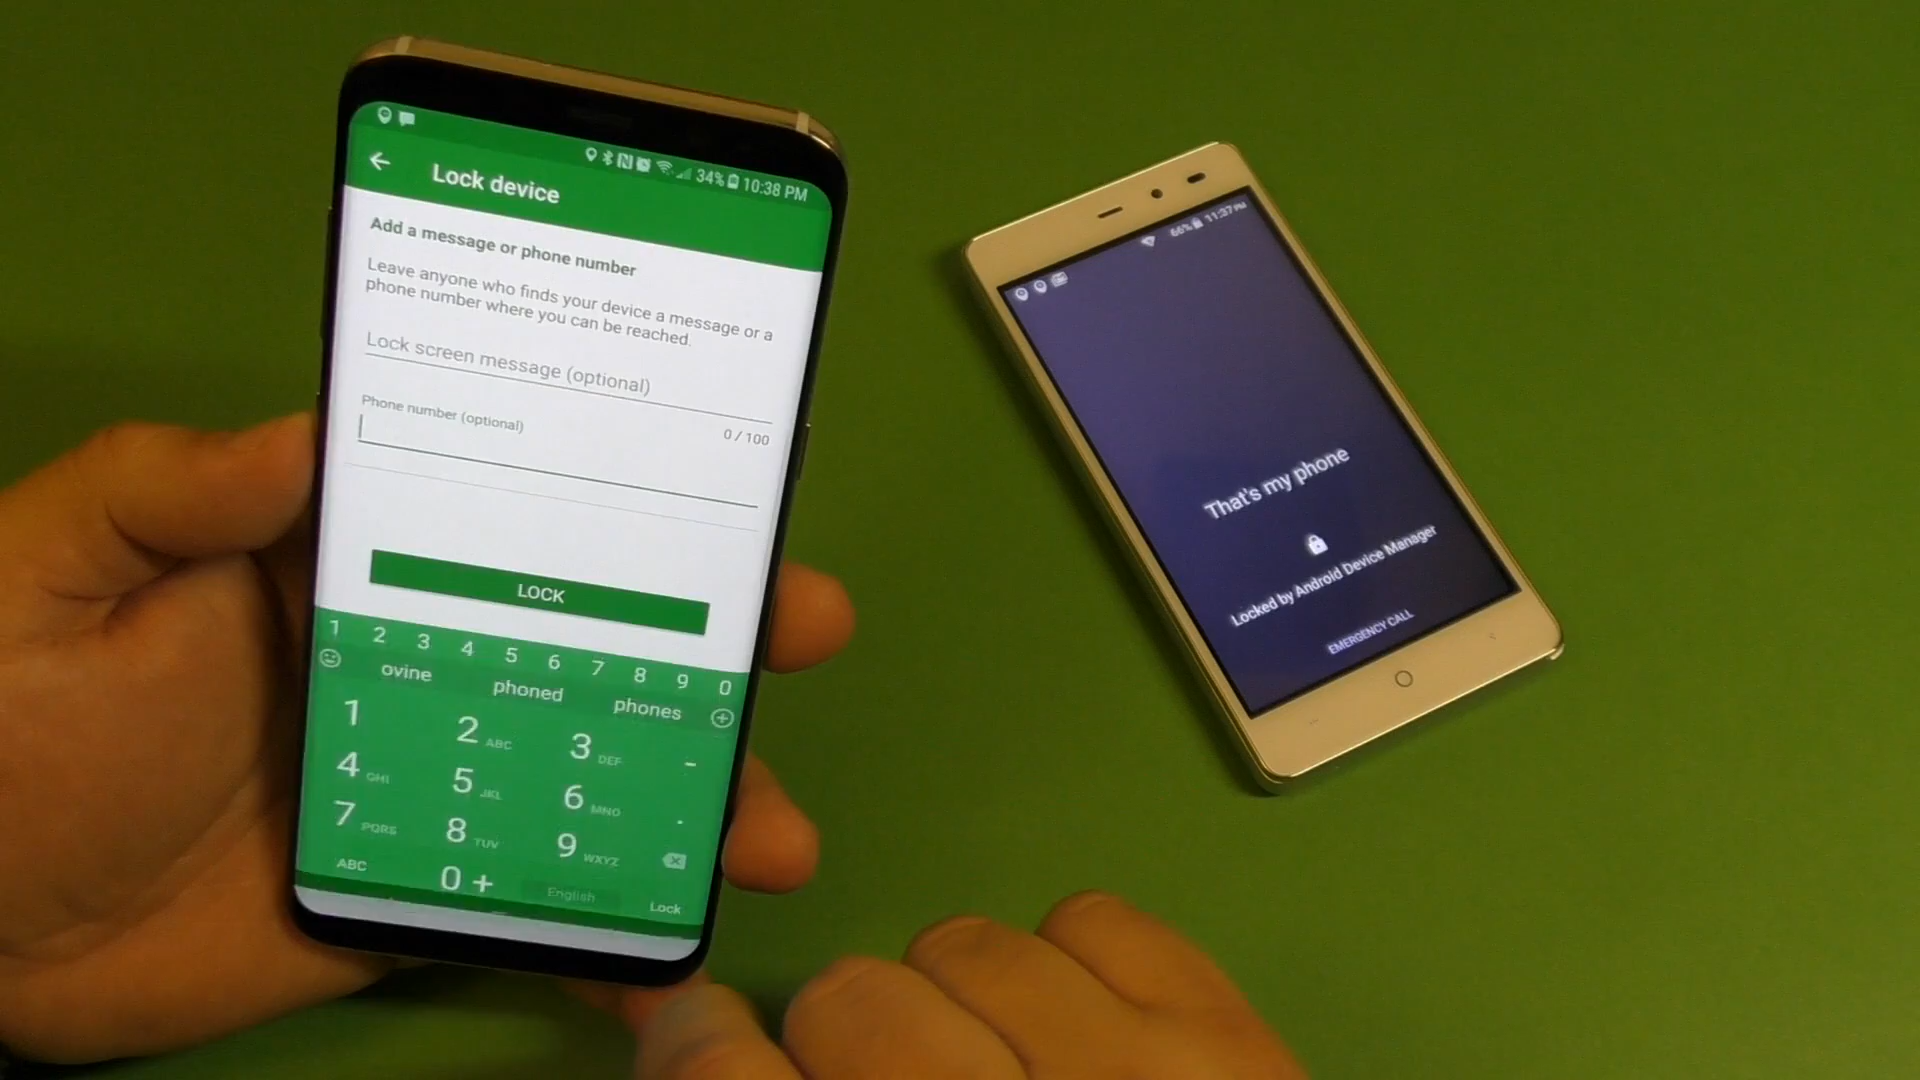 34% 10:38 PM
Lock device
Add a message or phone number
Leave anyone who finds your device a message or a
phone number where you can be reached.
Lock screen message (optional)
0 / 100
Phone number (optional)
LOCK
1 2 3 4 5 6 7 8 9 0
ovine phoned phones
1 2 ABC 3 DEF -
4 GHI 5 JKL 6 MNO .
7 PQRS 8 TUV 9 WXYZ
ABC 0 + English Lock
66% 11:37 PM
That's my phone
Locked by Android Device Manager
EMERGENCY CALL